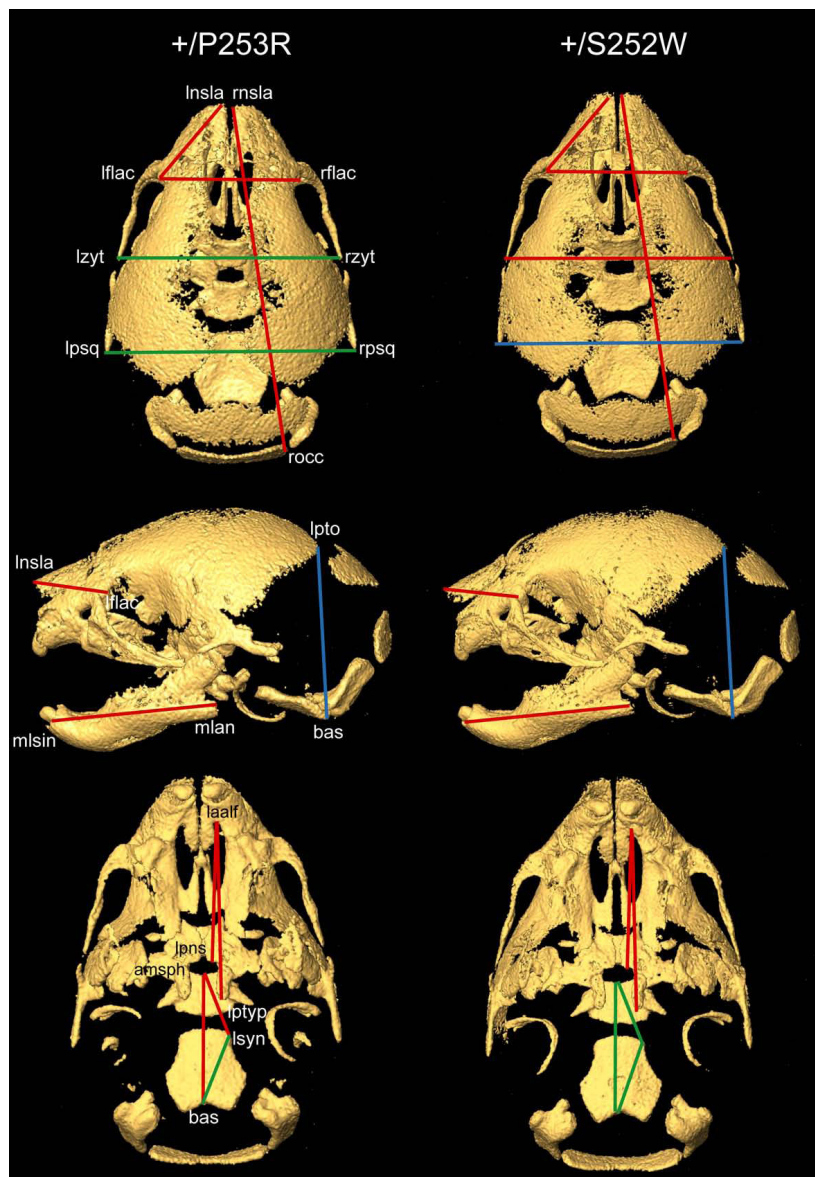 +/P253R +/S252W
lnsla rnsla
lflac rflac
lzyt rzyt
lpsq rpsq
rocc
lpto
lnsla
lflac
mlan
mlsin bas
laalf
lpns
amsph
lptyp
lsyn
bas